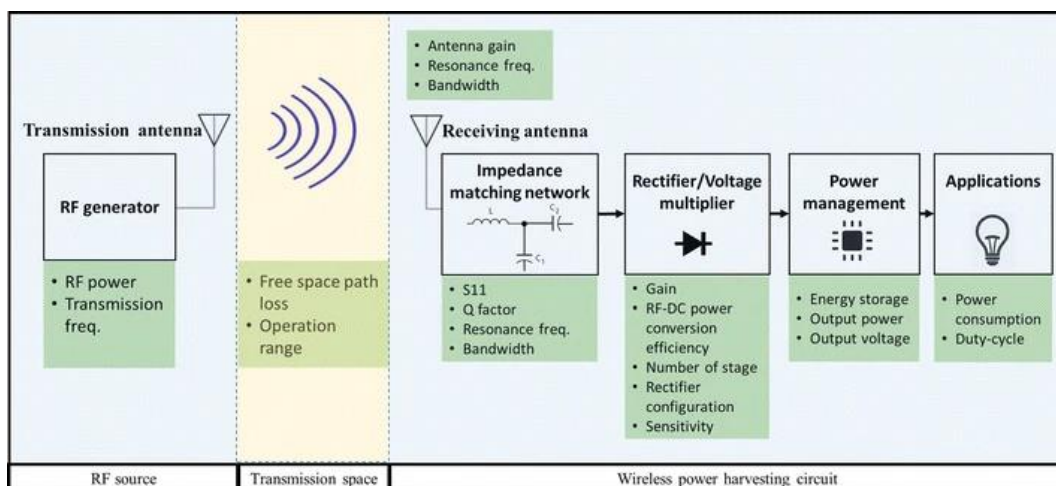 Transmission antenna
RF generator
• RF power
• Transmission
freq.
• Free space path
loss
• Operation
range
• Antenna gain
• Resonance freq.
• Bandwidth
Receiving antenna
Impedance
matching network
L
C₂
C₁
• S11
• Q factor
• Resonance freq.
• Bandwidth
Rectifier/Voltage
multiplier
• Gain
• RF-DC power
conversion
efficiency
• Number of stage
• Rectifier
configuration
• Sensitivity
Power
management
• Energy storage
• Output power
• Output voltage
Applications
• Power
consumption
• Duty-cycle
RF source
Transmission space
Wireless power harvesting circuit